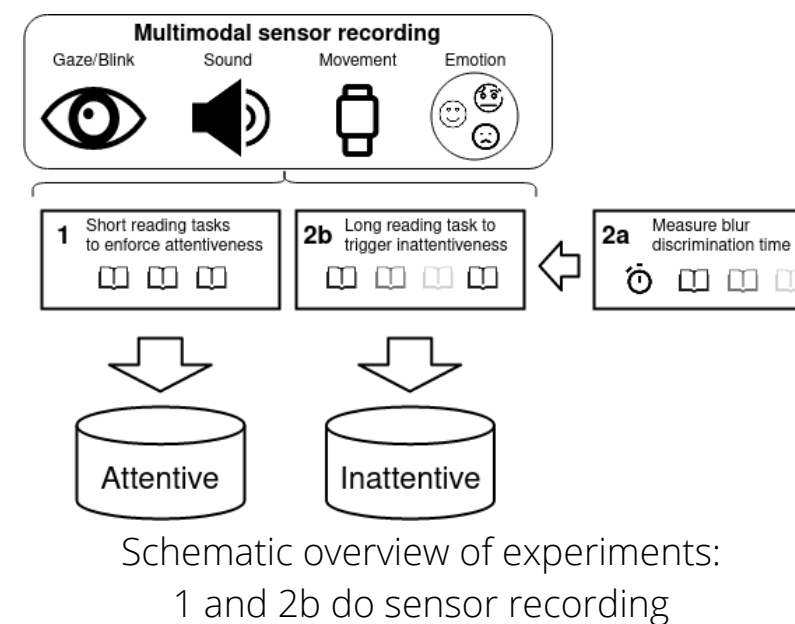 Multimodal sensor recording
Gaze/Blink Sound Movement Emotion
1 Short reading tasks
to enforce attentiveness
2b Long reading task to
trigger inattentiveness
2a Measure blur
discrimination time
Attentive
Inattentive
Schematic overview of experiments:
1 and 2b do sensor recording